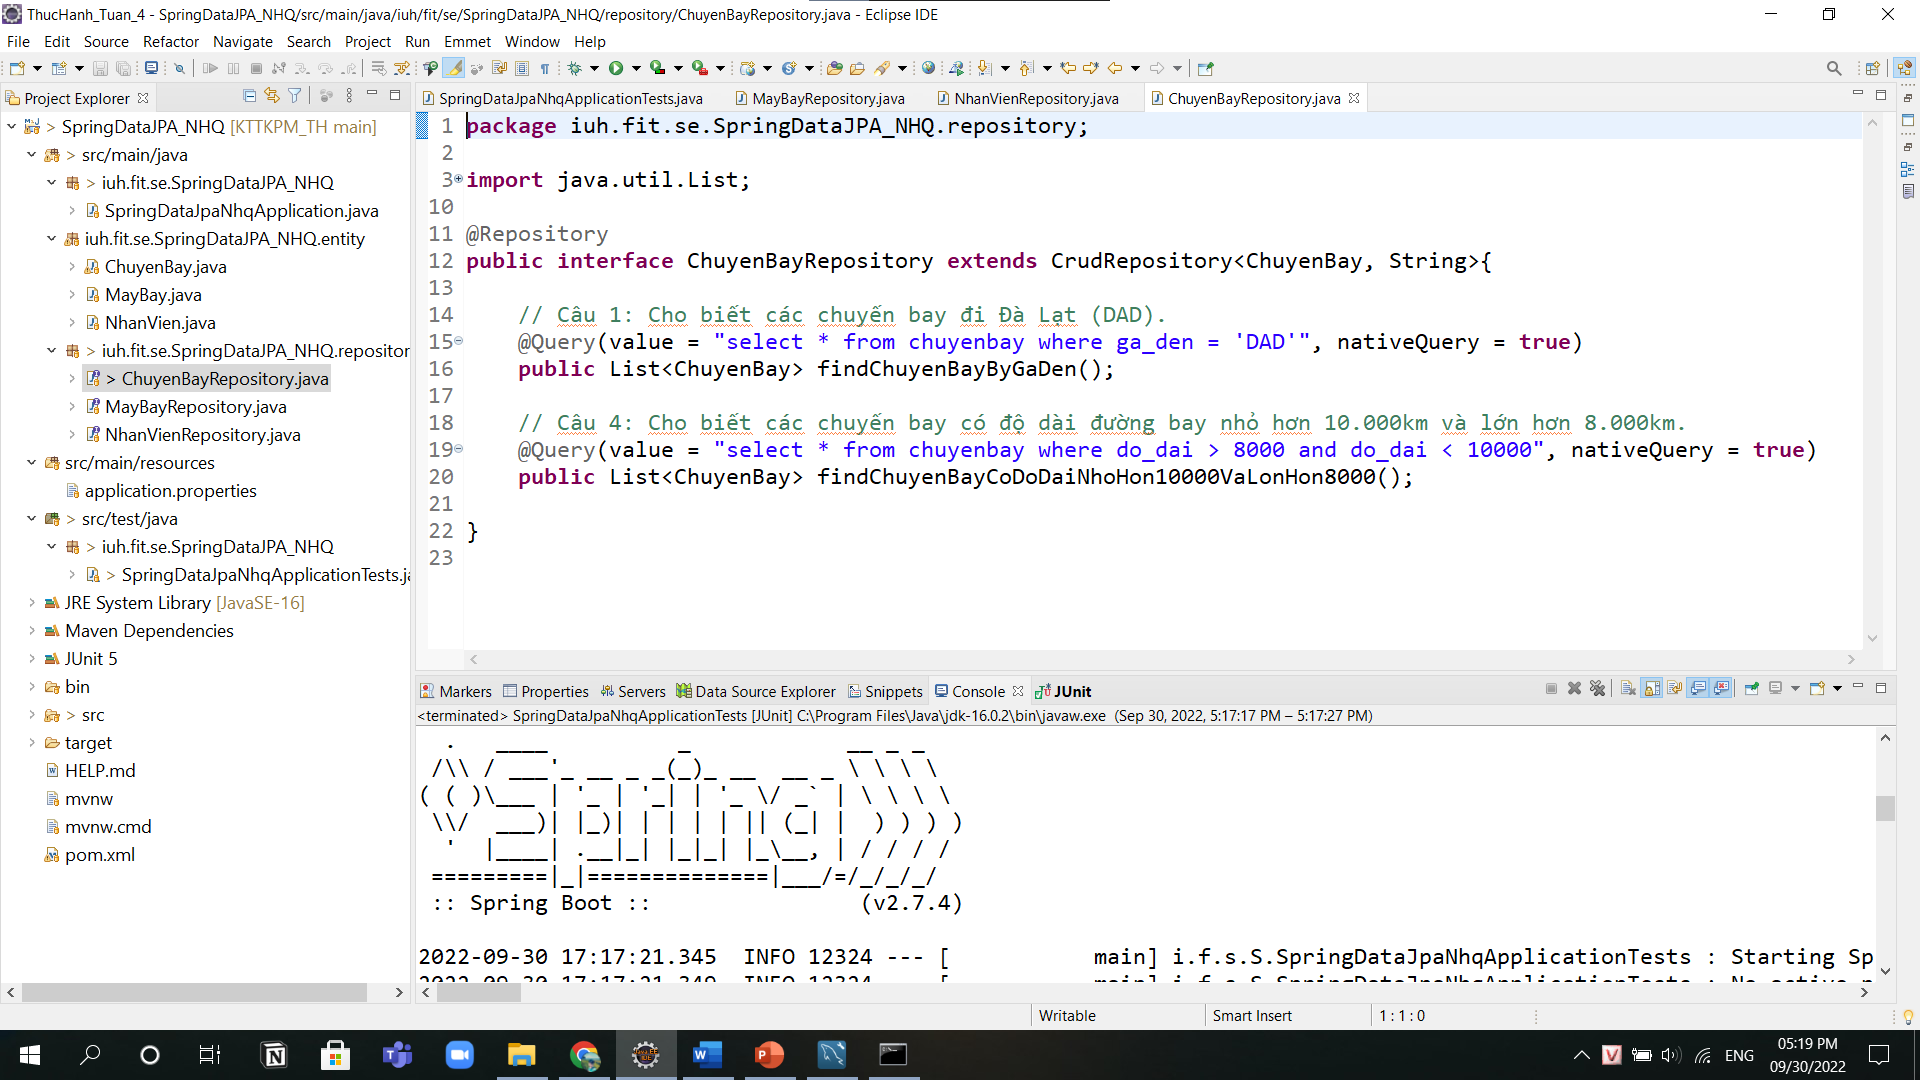 ThucHanh_Tuan_4 - SpringDataJPA_NHQ/src/main/java/iuh/fit/se/SpringDataJPA_NHQ/repository/ChuyenBayRepository.java - Eclipse IDE
File Edit Source Refactor Navigate Search Project Run Emmet Window Help
Project Explorer
SpringDataJpaNhqApplicationTests.java MayBayRepository.java NhanVienRepository.java ChuyenBayRepository.java
> SpringDataJPA_NHQ [KTTKPM_TH main]
> src/main/java
> iuh.fit.se.SpringDataJPA_NHQ
SpringDataJpaNhqApplication.java
iuh.fit.se.SpringDataJPA_NHQ.entity
ChuyenBay.java
MayBay.java
NhanVien.java
> iuh.fit.se.SpringDataJPA_NHQ.repositor
> ChuyenBayRepository.java
MayBayRepository.java
NhanVienRepository.java
src/main/resources
application.properties
> src/test/java
> iuh.fit.se.SpringDataJPA_NHQ
> SpringDataJpaNhqApplicationTests.ja
JRE System Library [JavaSE-16]
Maven Dependencies
JUnit 5
bin
> src
target
HELP.md
mvnw
mvnw.cmd
pom.xml
1 package iuh.fit.se.SpringDataJPA_NHQ.repository;
2
3 import java.util.List;
10
11 @Repository
12 public interface ChuyenBayRepository extends CrudRepository<ChuyenBay, String>{
13
14 // Câu 1: Cho biết các chuyến bay đi Đà Lạt (DAD).
15 @Query(value = "select * from chuyenbay where ga_den = 'DAD'", nativeQuery = true)
16 public List<ChuyenBay> findChuyenBayByGaDen();
17
18 // Câu 4: Cho biết các chuyến bay có độ dài đường bay nhỏ hơn 10.000km và lớn hơn 8.000km.
19 @Query(value = "select * from chuyenbay where do_dai > 8000 and do_dai < 10000", nativeQuery = true)
20 public List<ChuyenBay> findChuyenBayCoDoDaiNhoHon10000VaLonHon8000();
21
22 }
23
Markers Properties Servers Data Source Explorer Snippets Console JUnit
<terminated> SpringDataJpaNhqApplicationTests [JUnit] C:\Program Files\Java\jdk-16.0.2\bin\javaw.exe (Sep 30, 2022, 5:17:17 PM – 5:17:27 PM)
  .   ____          _            __ _ _
 /\\ / ___'_ __ _ _(_)_ __  __ _ \ \ \ \
( ( )\___ | '_ | '_| | '_ \/ _` | \ \ \ \
 \\/  ___)| |_)| | | | | || (_| |  ) ) ) )
  '  |____| .__|_| |_|_| |_\__, | / / / /
 =========|_|==============|___/=/_/_/_/
 :: Spring Boot ::                (v2.7.4)
2022-09-30 17:17:21.345 INFO 12324 --- [ main] i.f.s.S.SpringDataJpaNhqApplicationTests : Starting Sp
2022-09-30 17:17:21.349 INFO 12324 --- [ main] i.f.s.S.SpringDataJpaNhqApplicationTests : No active p
Writable Smart Insert 1 : 1 : 0
ENG
05:19 PM
09/30/2022